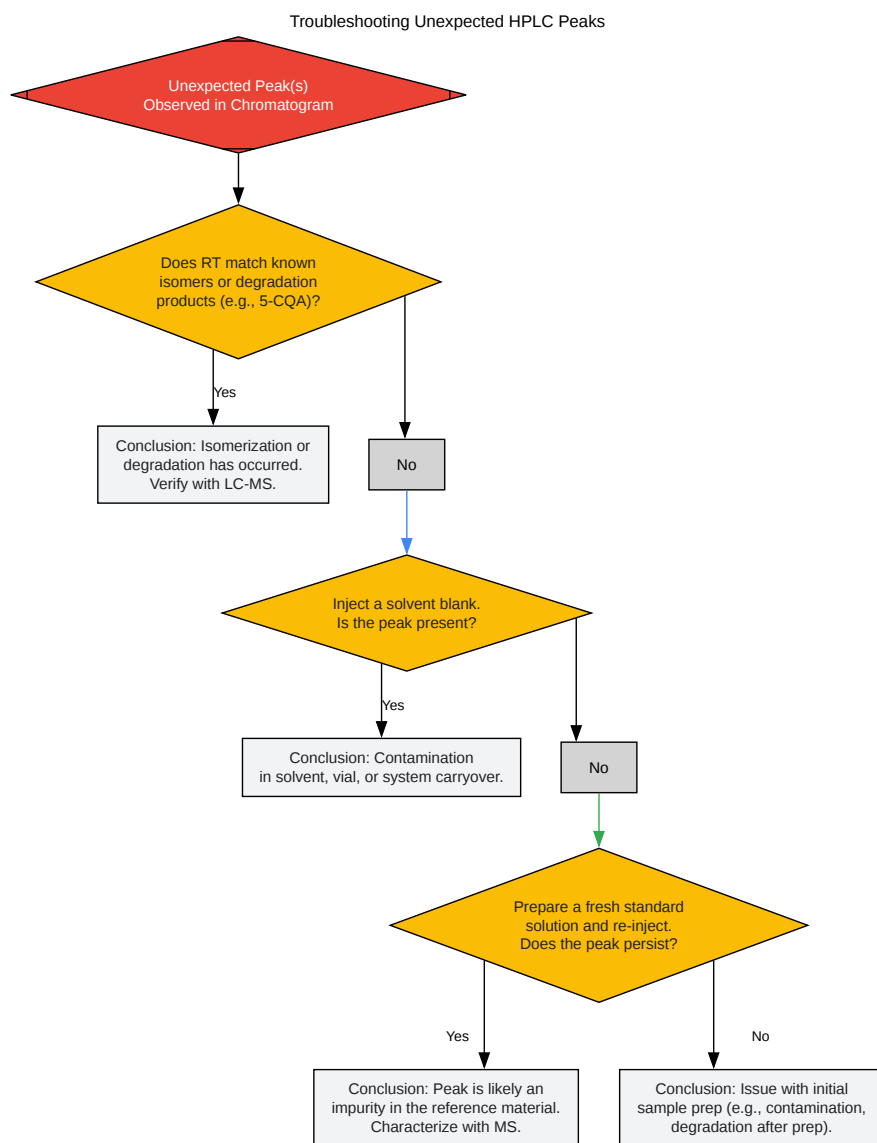 Troubleshooting Unexpected HPLC Peaks
Unexpected Peak(s)
Observed in Chromatogram
Does RT match known
isomers or degradation
products (e.g., 5-CQA)?
Yes
Conclusion: Isomerization or
degradation has occurred.
Verify with LC-MS.
No
Inject a solvent blank.
Is the peak present?
Yes
Conclusion: Contamination
in solvent, vial, or system carryover.
No
Prepare a fresh standard
solution and re-inject.
Does the peak persist?
Yes
No
Conclusion: Peak is likely an
impurity in the reference material.
Characterize with MS.
Conclusion: Issue with initial
sample prep (e.g., contamination,
degradation after prep).